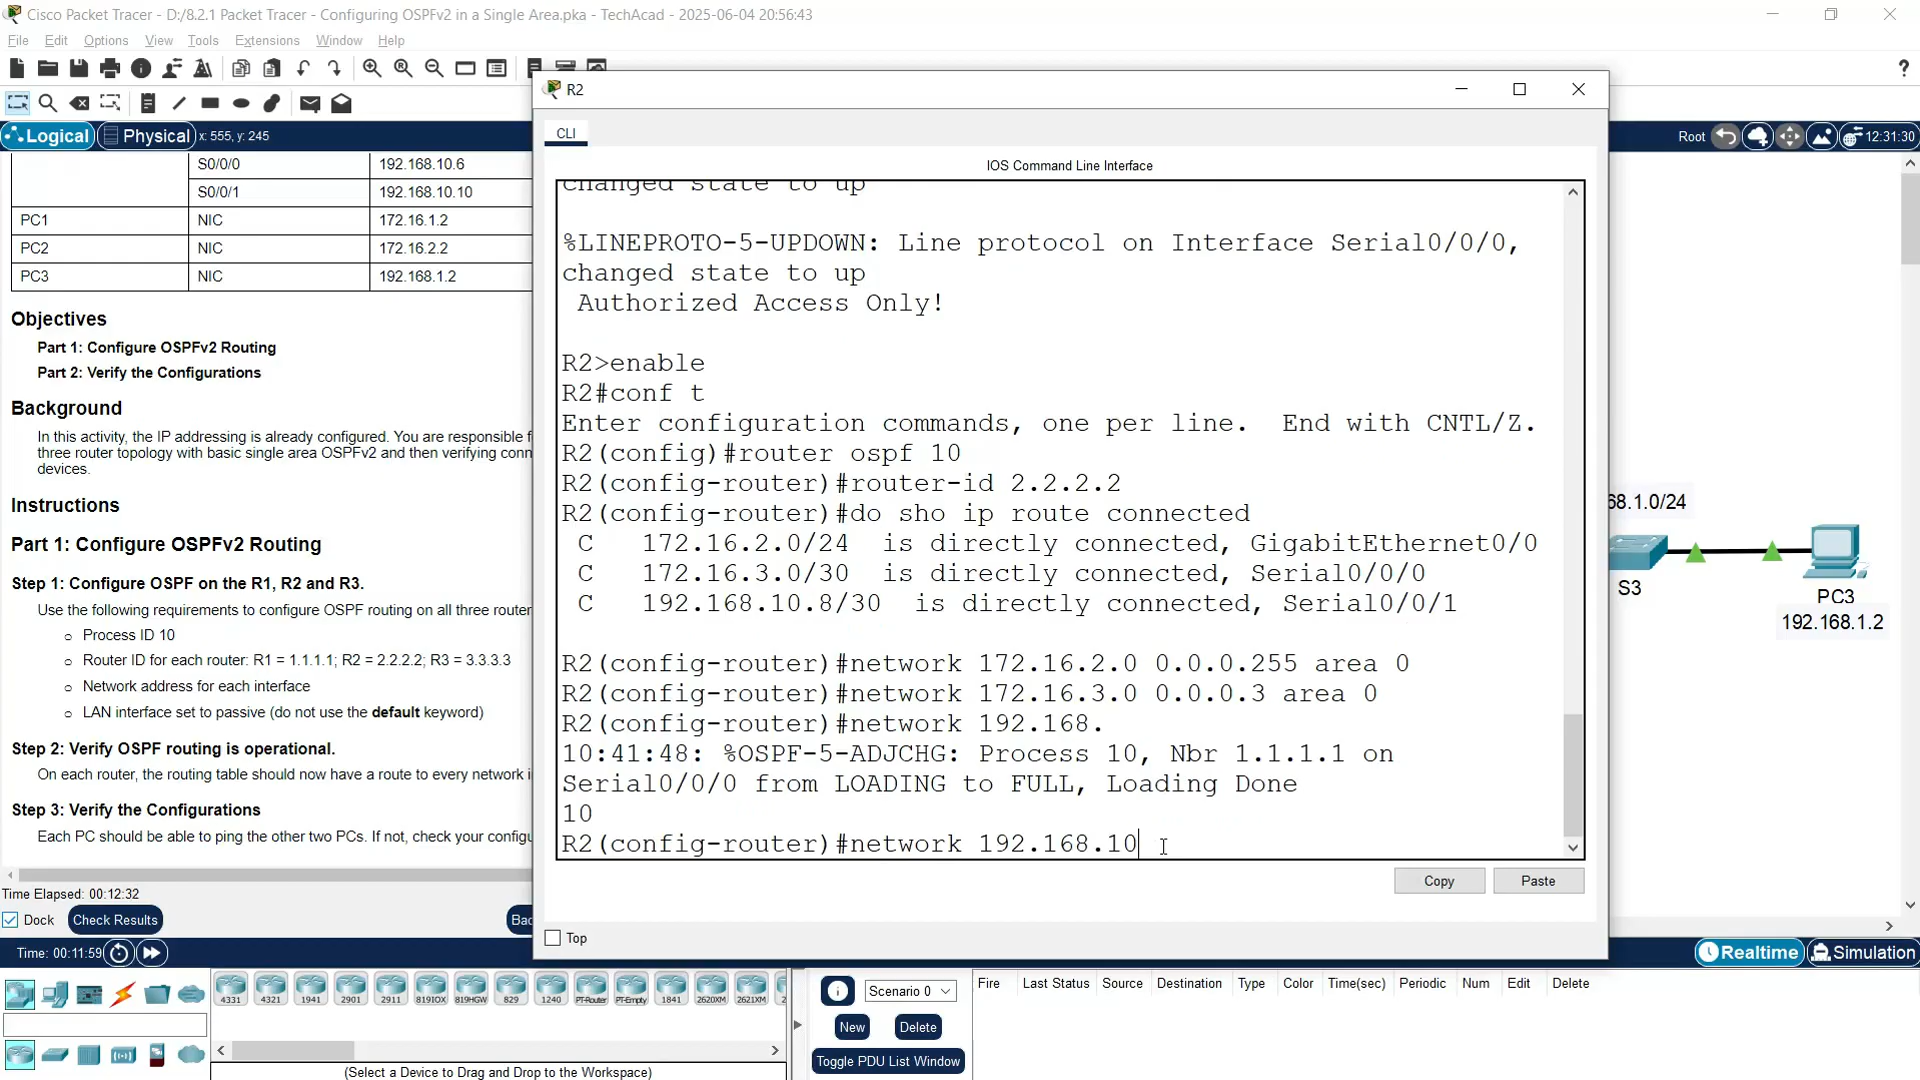 Cisco Packet Tracer - D:/8.2.1 Packet Tracer - Configuring OSPFv2 in a Single Area.pka - TechAcad - 2025-06-04 20:56:43
File Edit Options View Tools Extensions Window Help
?
Logical Physical x: 555, y: 245
Root 12:31:30
S0/0/0 192.168.10.6
S0/0/1 192.168.10.10
PC1 NIC 172.16.1.2
PC2 NIC 172.16.2.2
PC3 NIC 192.168.1.2
Objectives
Part 1: Configure OSPFv2 Routing
Part 2: Verify the Configurations
Background
In this activity, the IP addressing is already configured. You are responsible f
three router topology with basic single area OSPFv2 and then verifying conn
devices.
Instructions
Part 1: Configure OSPFv2 Routing
Step 1: Configure OSPF on the R1, R2 and R3.
Use the following requirements to configure OSPF routing on all three router
o Process ID 10
o Router ID for each router: R1 = 1.1.1.1; R2 = 2.2.2.2; R3 = 3.3.3.3
o Network address for each interface
o LAN interface set to passive (do not use the default keyword)
Step 2: Verify OSPF routing is operational.
On each router, the routing table should now have a route to every network i
Step 3: Verify the Configurations
Each PC should be able to ping the other two PCs. If not, check your configu
Time Elapsed: 00:12:32
Dock Check Results Bac
R2
CLI
IOS Command Line Interface
changed state to up
%LINEPROTO-5-UPDOWN: Line protocol on Interface Serial0/0/0,
changed state to up
Authorized Access Only!
R2>enable
R2#conf t
Enter configuration commands, one per line.  End with CNTL/Z.
R2(config)#router ospf 10
R2(config-router)#router-id 2.2.2.2
R2(config-router)#do sho ip route connected
C   172.16.2.0/24  is directly connected, GigabitEthernet0/0
C   172.16.3.0/30  is directly connected, Serial0/0/0
C   192.168.10.8/30  is directly connected, Serial0/0/1
R2(config-router)#network 172.16.2.0 0.0.0.255 area 0
R2(config-router)#network 172.16.3.0 0.0.0.3 area 0
R2(config-router)#network 192.168.
10:41:48: %OSPF-5-ADJCHG: Process 10, Nbr 1.1.1.1 on
Serial0/0/0 from LOADING to FULL, Loading Done
10
R2(config-router)#network 192.168.10
Copy Paste
Top
68.1.0/24
S3
PC3
192.168.1.2
Time: 00:11:59
Realtime Simulation
4331 4321 1941 2901 2911 819IOX 819HGW 829 1240 PT-Router PT-Empty 1841 2620XM 2621XM 2
(Select a Device to Drag and Drop to the Workspace)
Scenario 0
New Delete
Toggle PDU List Window
Fire Last Status Source Destination Type Color Time(sec) Periodic Num Edit Delete